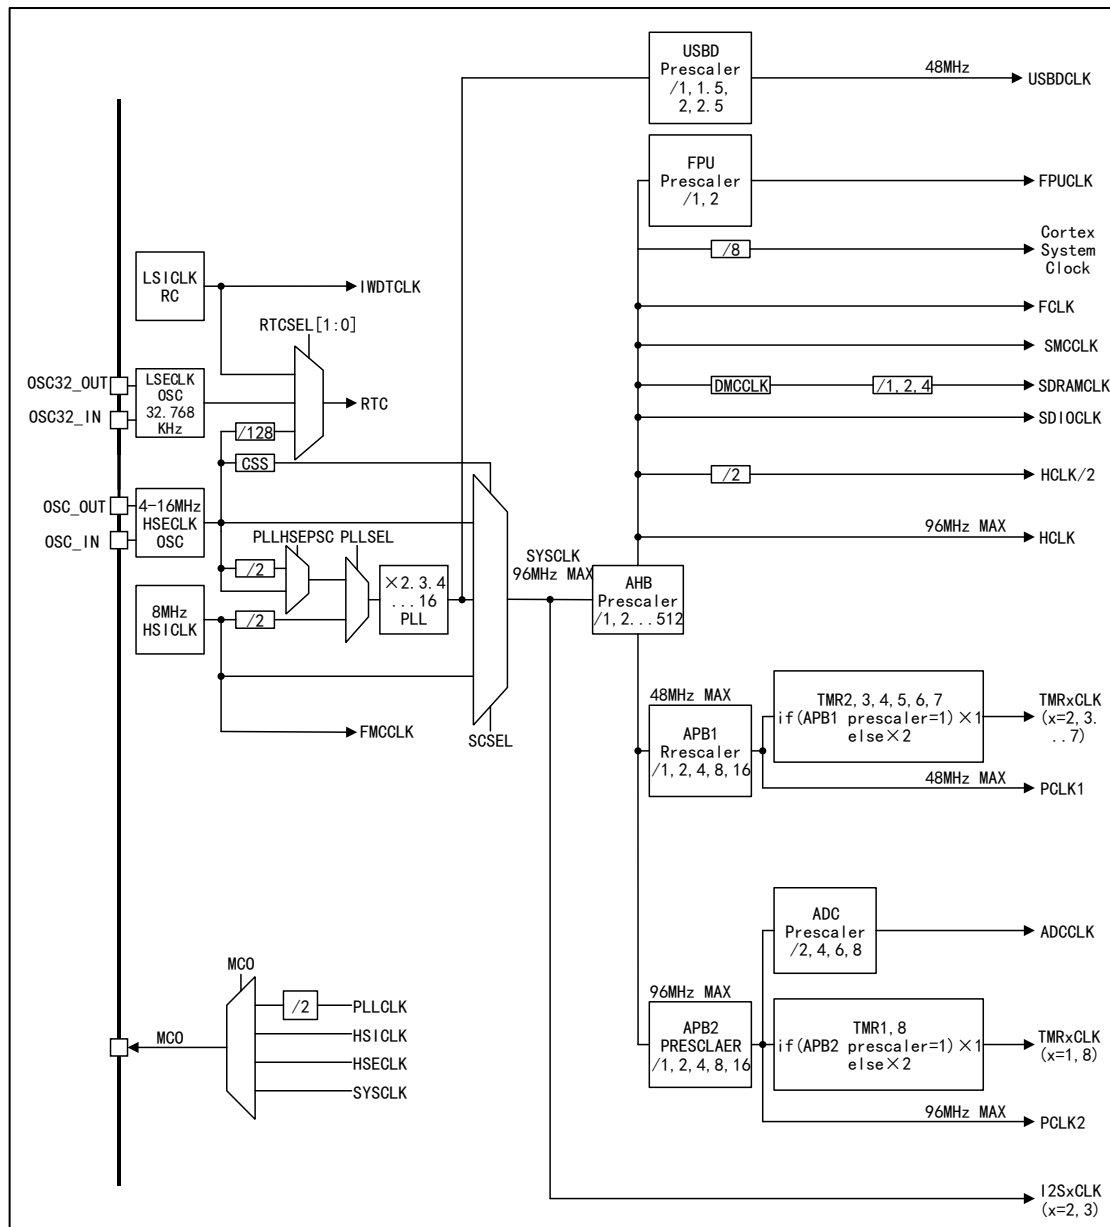 USBD
Prescaler
/1, 1.5,
2, 2.5
48MHz
USBDCLK
FPU
Prescaler
/1, 2
FPUCLK
/8
Cortex
System
Clock
LSICLK
RC
IWDTCLK
FCLK
RTCSEL[1:0]
SMCCLK
OSC32_OUT
OSC32_IN
LSECLK
OSC
32.768
KHz
RTC
DMCCLK
/1, 2, 4
SDRAMCLK
SDIOCLK
/128
CSS
/2
HCLK/2
OSC_OUT
OSC_IN
4-16MHz
HSECLK
OSC
96MHz MAX
HCLK
PLLHSEPSC
PLLSEL
SYSCLK
96MHz MAX
/2
×2. 3. 4
... 16
PLL
AHB
Prescaler
/1, 2... 512
8MHz
HSICLK
/2
FMCCLK
SCSEL
48MHz MAX
APB1
Rrescaler
/1, 2, 4, 8, 16
TMR2, 3, 4, 5, 6, 7
if(APB1 prescaler=1)×1
else×2
TMRxCLK
(x=2, 3.
..7)
48MHz MAX
PCLK1
ADC
Prescaler
/2, 4, 6, 8
ADCCLK
MCO
MCO
/2
PLLCLK
HSICLK
HSECLK
SYSCLK
96MHz MAX
APB2
PRESCLAER
/1, 2, 4, 8, 16
TMR1, 8
if(APB2 prescaler=1)×1
else×2
TMRxCLK
(x=1, 8)
96MHz MAX
PCLK2
I2SxCLK
(x=2, 3)